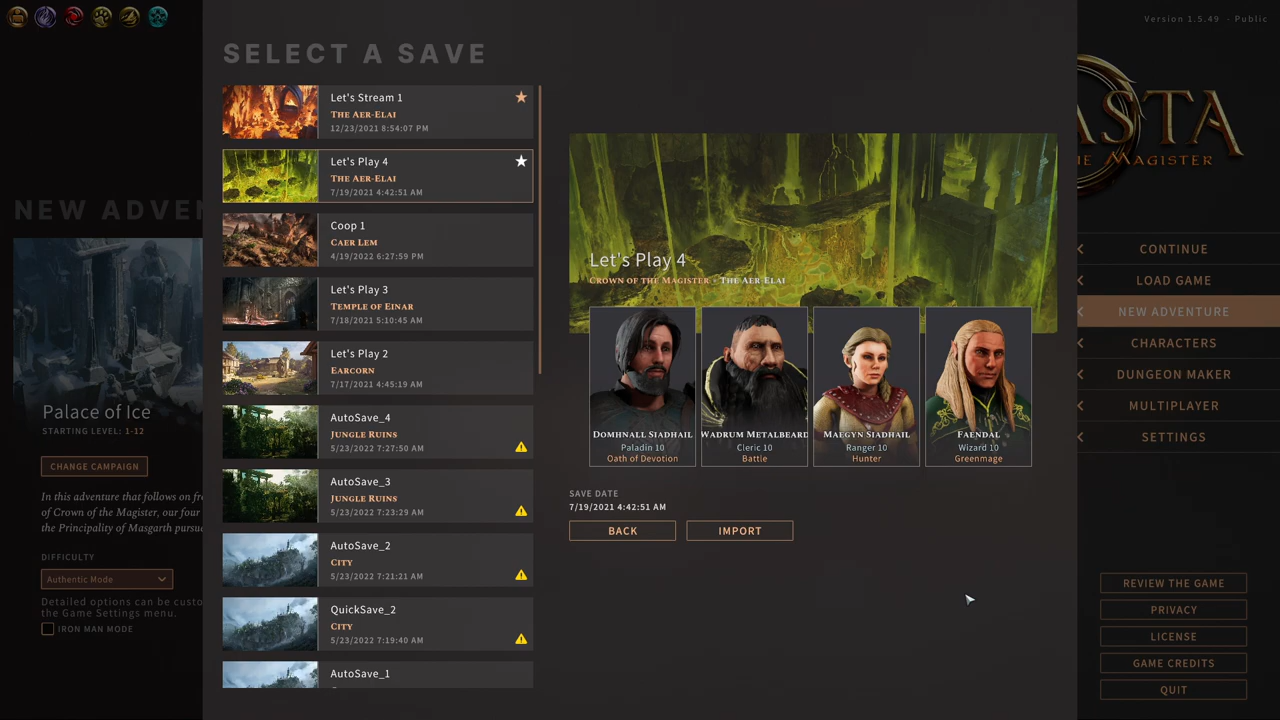 Version 1.5.49 - Public
SELECT A SAVE
Let's Stream 1
THE AER-ELAI
12/23/2021 8:54:07 PM
Let's Play 4
THE AER-ELAI
7/19/2021 4:42:51 AM
Coop 1
CAER LEM
4/19/2022 6:27:59 PM
Let's Play 3
TEMPLE OF EINAR
7/18/2021 5:10:45 AM
Let's Play 2
EARCORN
7/17/2021 4:45:19 AM
AutoSave_4
JUNGLE RUINS
5/23/2022 7:27:50 AM
AutoSave_3
JUNGLE RUINS
5/23/2022 7:23:29 AM
AutoSave_2
CITY
5/23/2022 7:21:21 AM
QuickSave_2
CITY
5/23/2022 7:19:40 AM
AutoSave_1
Let's Play 4
CROWN OF THE MAGISTER - THE AER-ELAI
DOMHNALL SIADHAIL
Paladin 10
Oath of Devotion
WADRUM METALBEARD
Cleric 10
Battle
MAEGYN SIADHAIL
Ranger 10
Hunter
FAENDAL
Wizard 10
Greenmage
SAVE DATE
7/19/2021 4:42:51 AM
BACK
IMPORT
NEW ADVEN
Palace of Ice
STARTING LEVEL: 1-12
CHANGE CAMPAIGN
In this adventure that follows on fr
of Crown of the Magister, our four
the Principality of Masgarth pursu
DIFFICULTY
Authentic Mode
Detailed options can be custo
the Game Settings menu.
IRON MAN MODE
ASTA
E MAGISTER
CONTINUE
LOAD GAME
NEW ADVENTURE
CHARACTERS
DUNGEON MAKER
MULTIPLAYER
SETTINGS
REVIEW THE GAME
PRIVACY
LICENSE
GAME CREDITS
QUIT